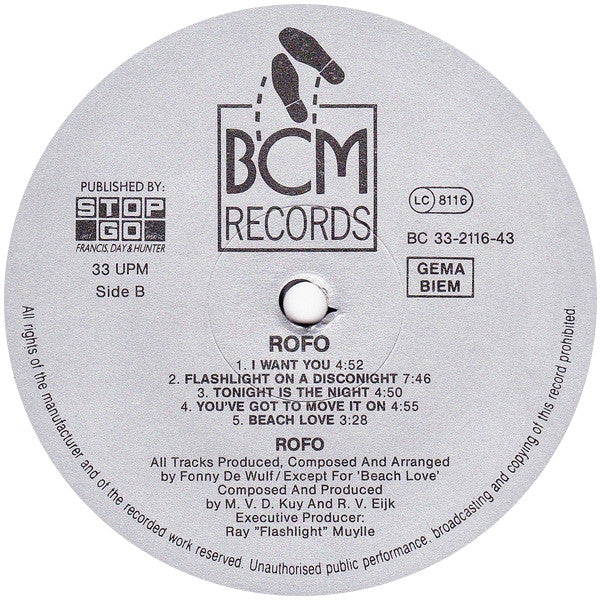 BCM
RECORDS
PUBLISHED BY:
STOP
GO
FRANCIS, DAY & HUNTER
33 UPM
Side B
LC 8116
BC 33-2116-43
GEMA
BIEM
ROFO
1. I WANT YOU 4:52
2. FLASHLIGHT ON A DISCONIGHT 7:46
3. TONIGHT IS THE NIGHT 4:50
4. YOU'VE GOT TO MOVE IT ON 4:55
5. BEACH LOVE 3:28
ROFO
All Tracks Produced, Composed And Arranged
by Fonny De Wulf/Except For 'Beach Love'
Composed And Produced
by M. V. D. Kuy And R. V. Eijk
Executive Producer:
Ray "Flashlight" Muylle
All rights of the manufacturer and of the recorded work reserved. Unauthorised public performance, broadcasting and copying of this record prohibited.